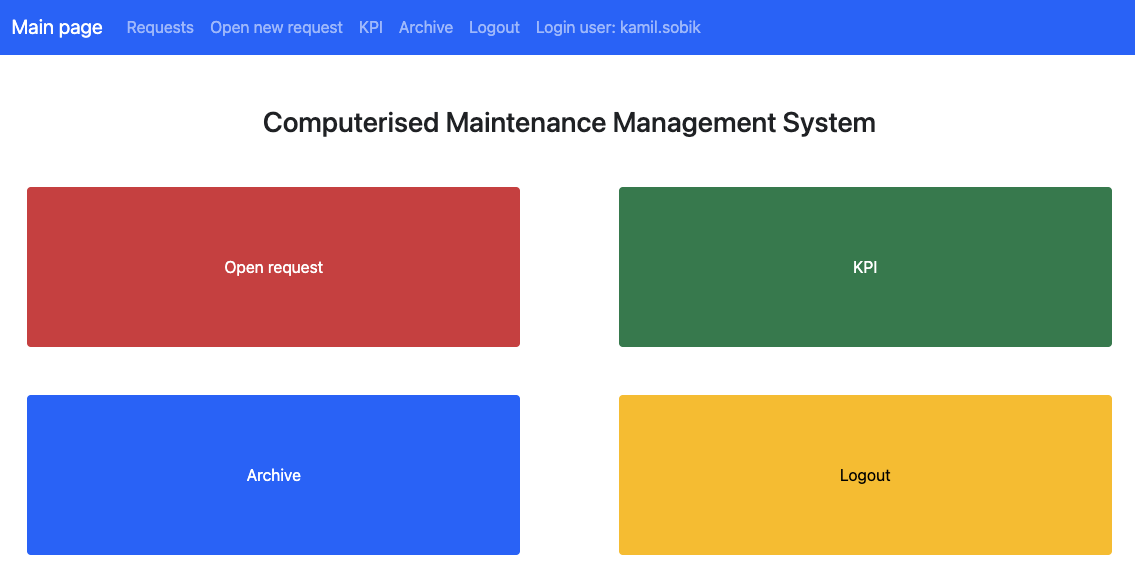 Main page Requests Open new request KPI Archive Logout Login user: kamil.sobik
Computerised Maintenance Management System
Open request
KPI
Archive
Logout